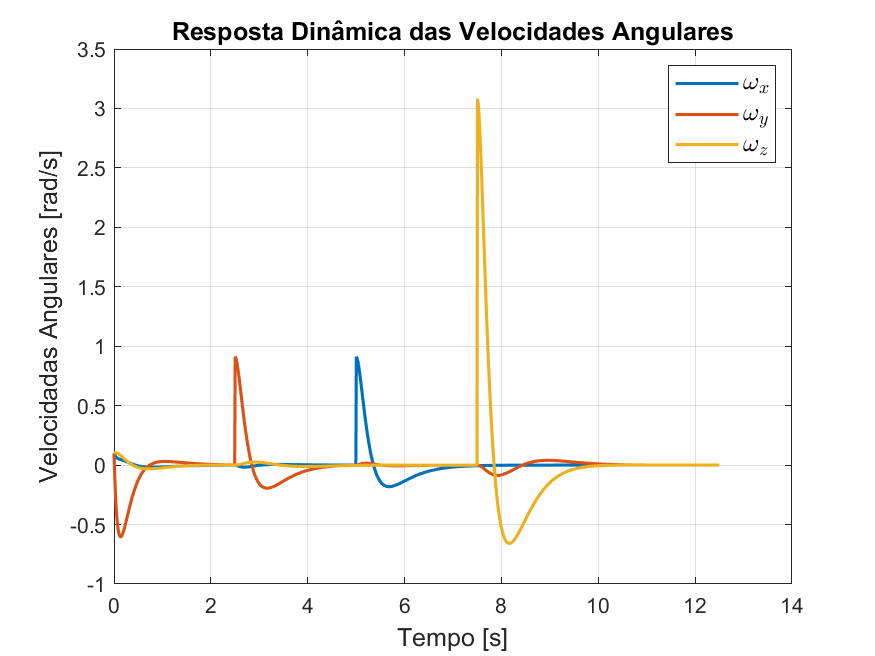 Resposta Dinâmica das Velocidades Angulares
3.5
3
2.5
2
1.5
1
0.5
0
-0.5
-1
Velocidadas Angulares [rad/s]
ωx
ωy
ωz
0 2 4 6 8 10 12 14
Tempo [s]